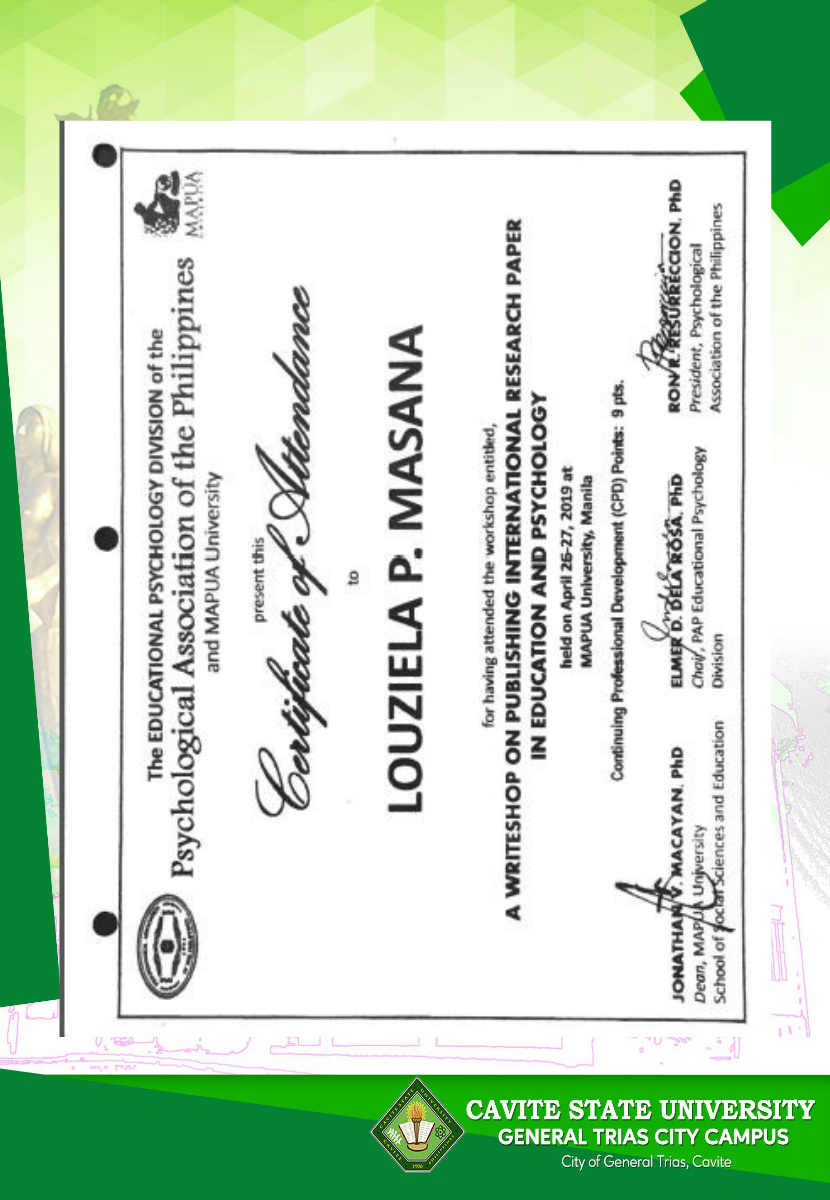 The EDUCATIONAL PSYCHOLOGY DIVISION of the
Psychological Association of the Philippines
and MAPUA University
MAPUA
present this
Certificate of Attendance
to
LOUZIELA P. MASANA
for having attended the workshop entitled,
A WRITESHOP ON PUBLISHING INTERNATIONAL RESEARCH PAPER
IN EDUCATION AND PSYCHOLOGY
held on April 26-27, 2019 at
MAPUA University, Manila
Continuing Professional Development (CPD) Points: 9 pts.
JONATHAN V. MACAYAN. PhD
Dean, MAPUA University
School of Social Sciences and Education
ELMER D. DELA ROSA. PhD
Chair, PAP Educational Psychology
Division
RON R. RESURRECCION. PhD
President, Psychological
Association of the Philippines
CAVITE STATE UNIVERSITY
GENERAL TRIAS CITY CAMPUS
City of General Trias, Cavite
1906